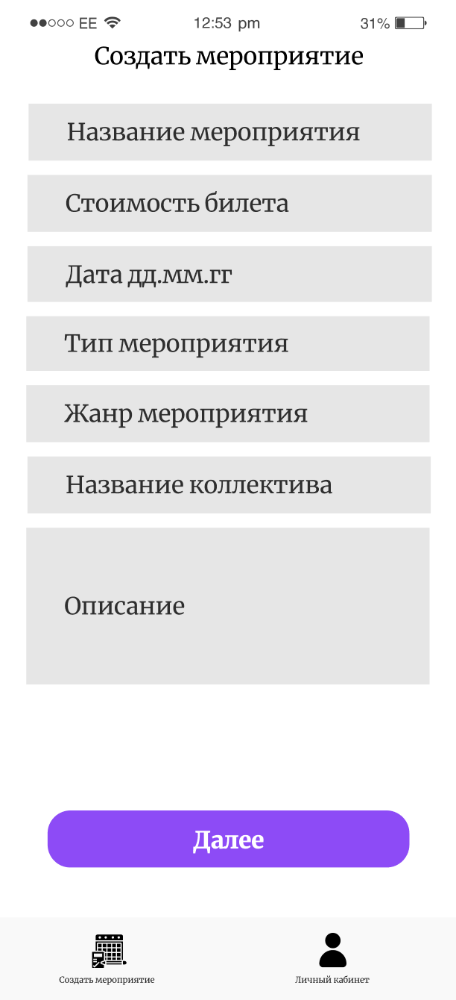 EE 12:53 pm 31%
Создать мероприятие
Название мероприятия
Стоимость билета
Дата дд.мм.гг
Тип мероприятия
Жанр мероприятия
Название коллектива
Описание
Далее
Создать мероприятие
Личный кабинет